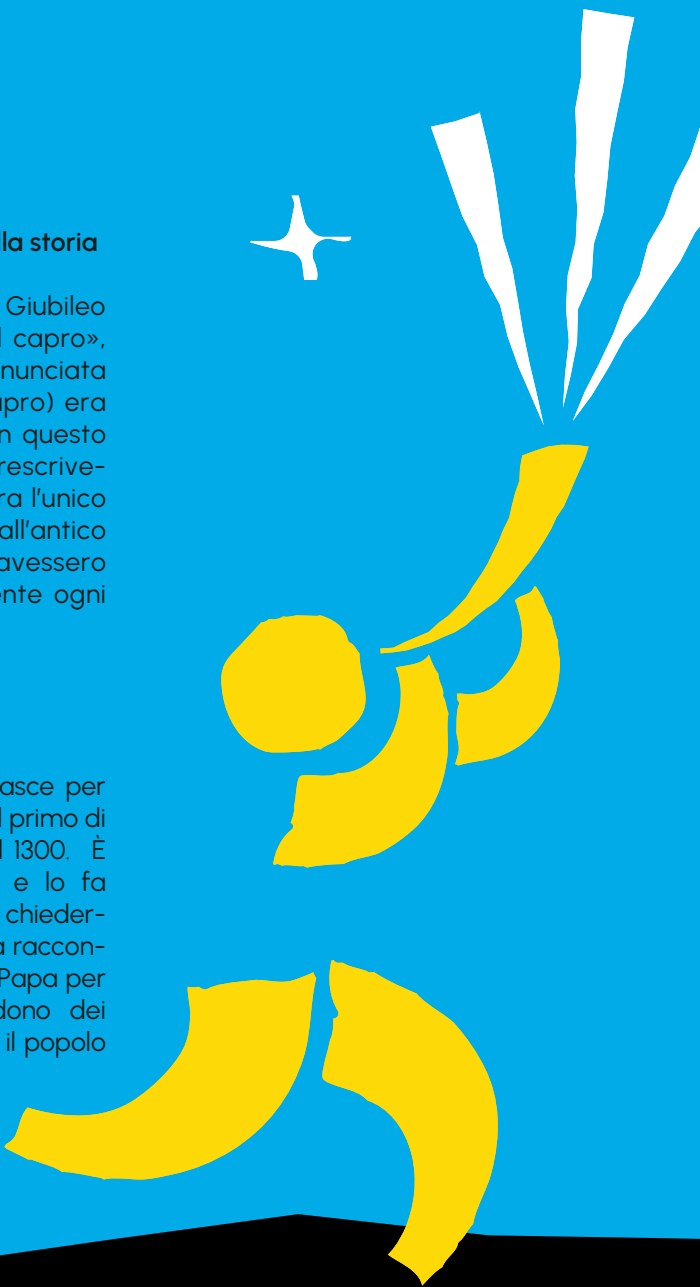 lla storia
Giubileo
l capro»,
nunciata
apro) era
n questo
rescrive-
ra l’unico
all’antico
avessero
ente ogni
asce per
l primo di
l 1300. È
e lo fa
chieder-
a raccon-
Papa per
dono dei
il popolo